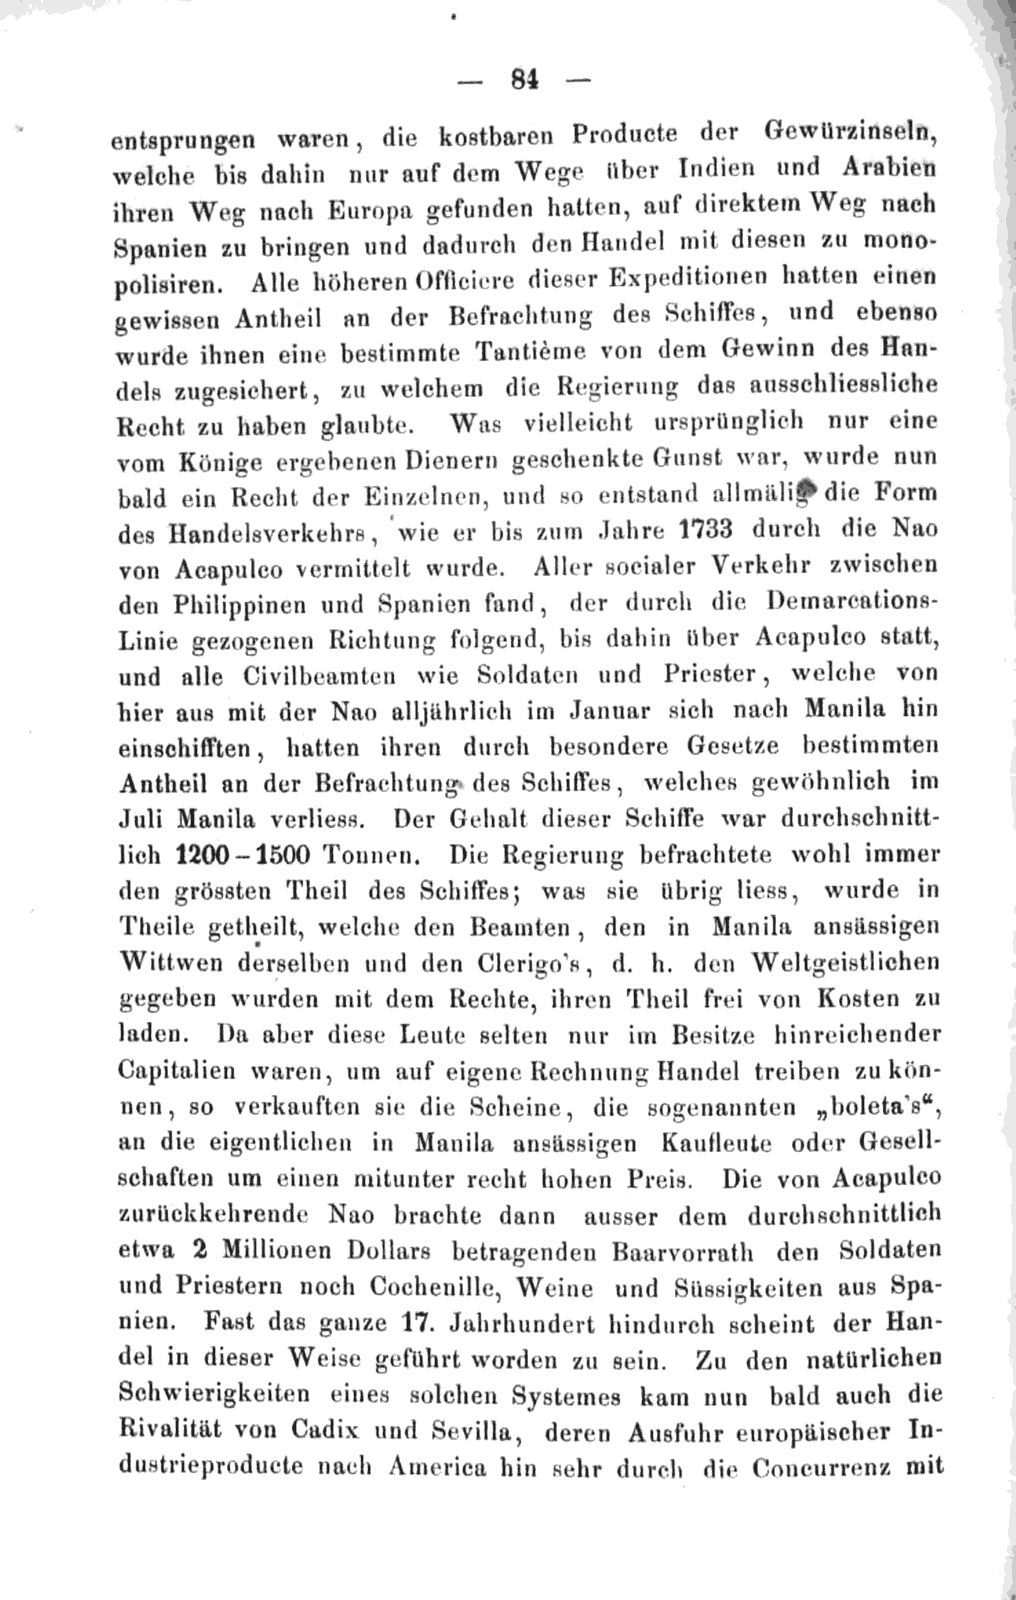 — 84 —
entsprungen waren, die kostbaren Producte der Gewürzinseln,
welche bis dahin nur auf dem Wege über Indien und Arabien
ihren Weg nach Europa gefunden hatten, auf direktem Weg nach
Spanien zu bringen und dadurch den Handel mit diesen zu mono-
polisiren. Alle höheren Officiere dieser Expeditionen hatten einen
gewissen Antheil an der Befrachtung des Schiffes, und ebenso
wurde ihnen eine bestimmte Tantième von dem Gewinn des Han-
dels zugesichert, zu welchem die Regierung das ausschliessliche
Recht zu haben glaubte. Was vielleicht ursprünglich nur eine
vom Könige ergebenen Dienern geschenkte Gunst war, wurde nun
bald ein Recht der Einzelnen, und so entstand allmälig die Form
des Handelsverkehrs, wie er bis zum Jahre 1733 durch die Nao
von Acapulco vermittelt wurde. Aller socialer Verkehr zwischen
den Philippinen und Spanien fand, der durch die Demarcations-
Linie gezogenen Richtung folgend, bis dahin über Acapulco statt,
und alle Civilbeamten wie Soldaten und Priester, welche von
hier aus mit der Nao alljährlich im Januar sich nach Manila hin
einschifften, hatten ihren durch besondere Gesetze bestimmten
Antheil an der Befrachtung des Schiffes, welches gewöhnlich im
Juli Manila verliess. Der Gehalt dieser Schiffe war durchschnitt-
lich 1200–1500 Tonnen. Die Regierung befrachtete wohl immer
den grössten Theil des Schiffes; was sie übrig liess, wurde in
Theile getheilt, welche den Beamten, den in Manila ansässigen
Wittwen derselben und den Clerigo's, d. h. den Weltgeistlichen
gegeben wurden mit dem Rechte, ihren Theil frei von Kosten zu
laden. Da aber diese Leute selten nur im Besitze hinreichender
Capitalien waren, um auf eigene Rechnung Handel treiben zu kön-
nen, so verkauften sie die Scheine, die sogenannten „boleta's“,
an die eigentlichen in Manila ansässigen Kaufleute oder Gesell-
schaften um einen mitunter recht hohen Preis. Die von Acapulco
zurückkehrende Nao brachte dann ausser dem durchschnittlich
etwa 2 Millionen Dollars betragenden Baarvorrath den Soldaten
und Priestern noch Cochenille, Weine und Süssigkeiten aus Spa-
nien. Fast das ganze 17. Jahrhundert hindurch scheint der Han-
del in dieser Weise geführt worden zu sein. Zu den natürlichen
Schwierigkeiten eines solchen Systemes kam nun bald auch die
Rivalität von Cadix und Sevilla, deren Ausfuhr europäischer In-
dustrieproducte nach America hin sehr durch die Concurrenz mit